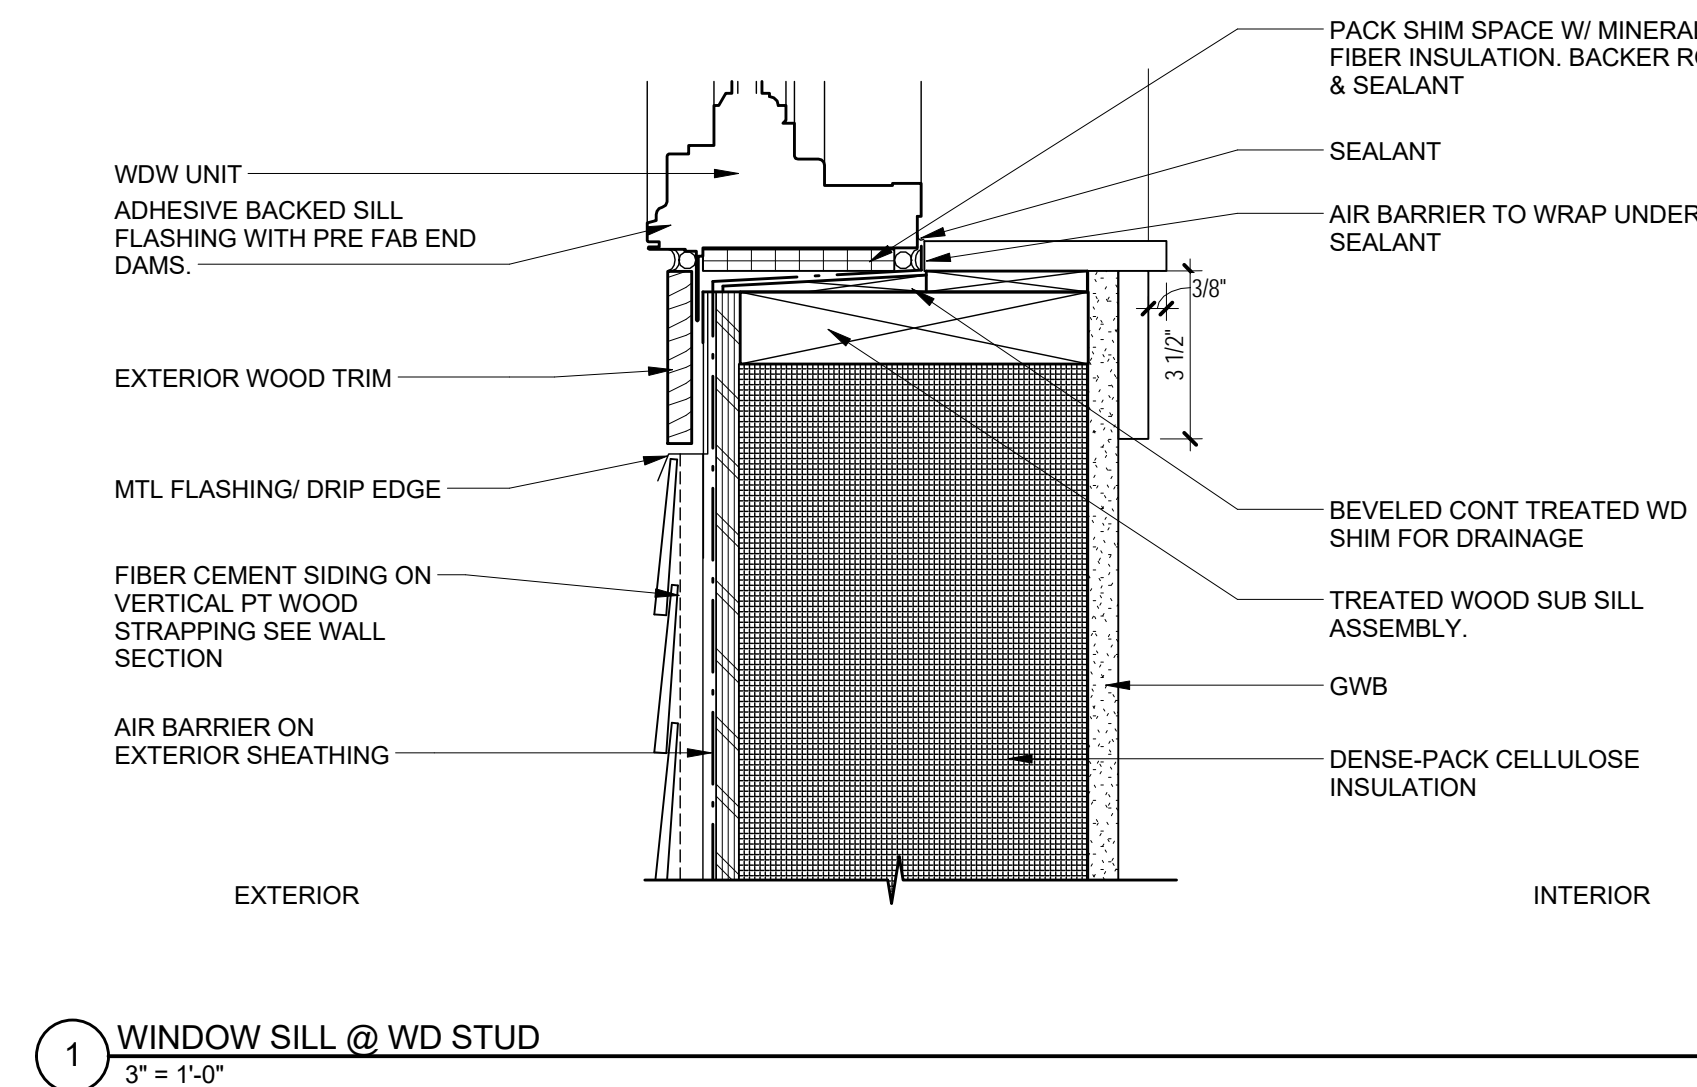 WDW UNIT
ADHESIVE BACKED SILL
FLASHING WITH PRE FAB END
DAMS.
EXTERIOR WOOD TRIM
MTL FLASHING/ DRIP EDGE
FIBER CEMENT SIDING ON
VERTICAL PT WOOD
STRAPPING SEE WALL
SECTION
AIR BARRIER ON
EXTERIOR SHEATHING
EXTERIOR
PACK SHIM SPACE W/
FIBER INSULATION. BACKER
& SEALANT
SEALANT
AIR BARRIER TO WRAP UNDER
SEALANT
3/8"
3 1/2"
BEVELED CONT TREATED WD
SHIM FOR DRAINAGE
TREATED WOOD SUB SILL
ASSEMBLY.
GWB
DENSE-PACK CELLULOSE
INSULATION
INTERIOR
1
WINDOW SILL @ WD STUD
3" = 1'-0"